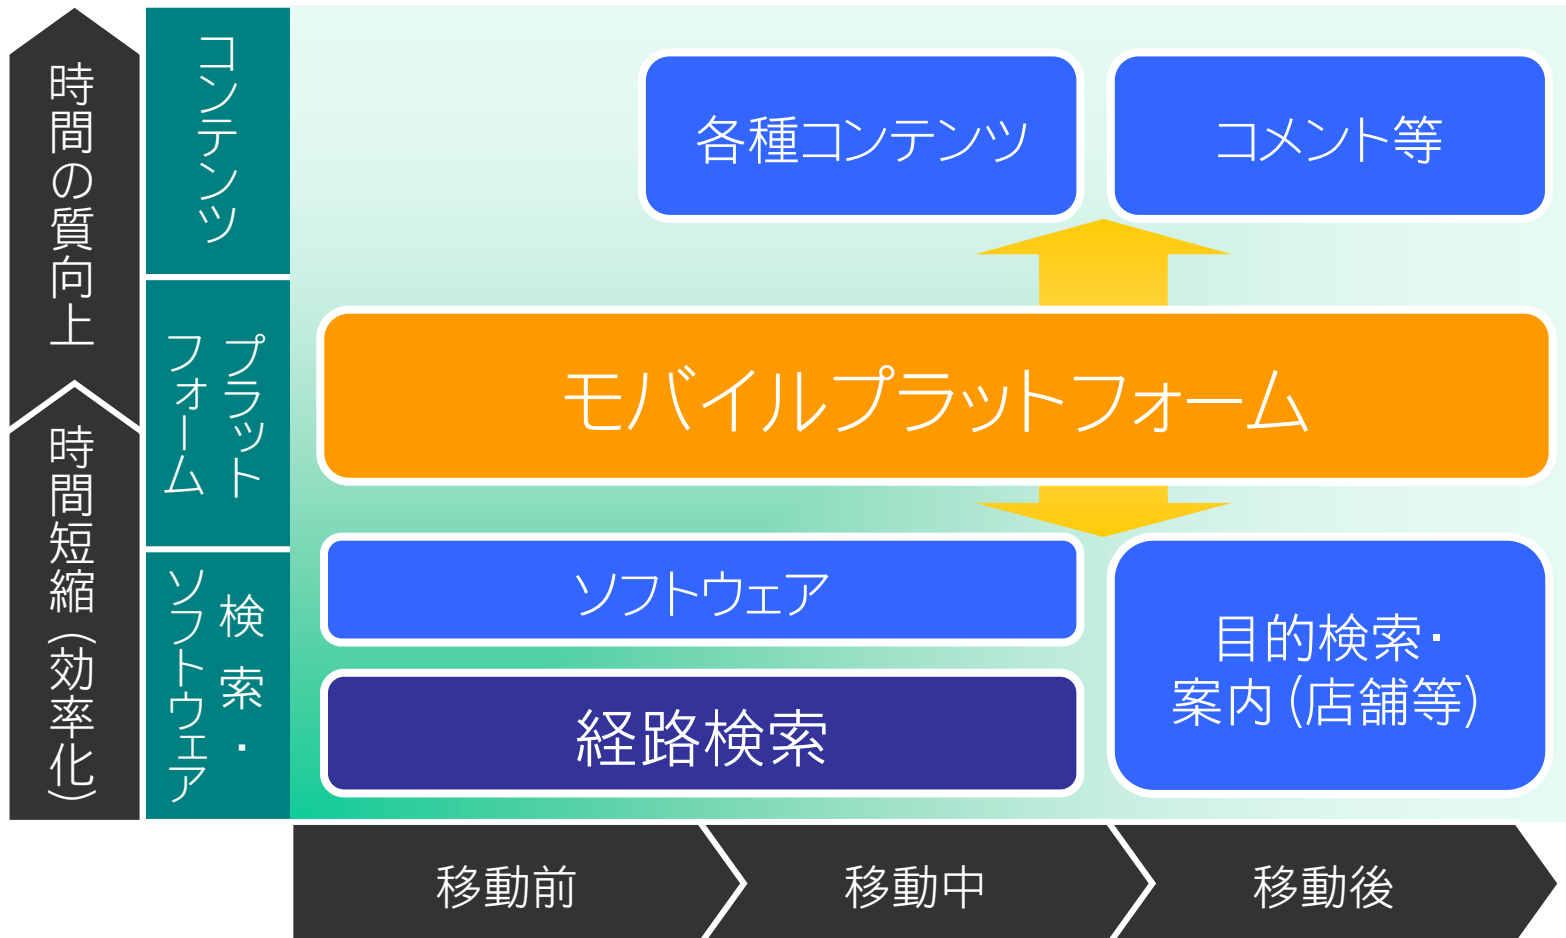 時間の質向上
時間短縮（効率化）
コンテンツ
プラット
フォーム
検索・
ソフトウェア
各種コンテンツ
コメント等
モバイルプラットフォーム
ソフトウェア
経路検索
目的検索・
案内(店舗等)
移動前
移動中
移動後